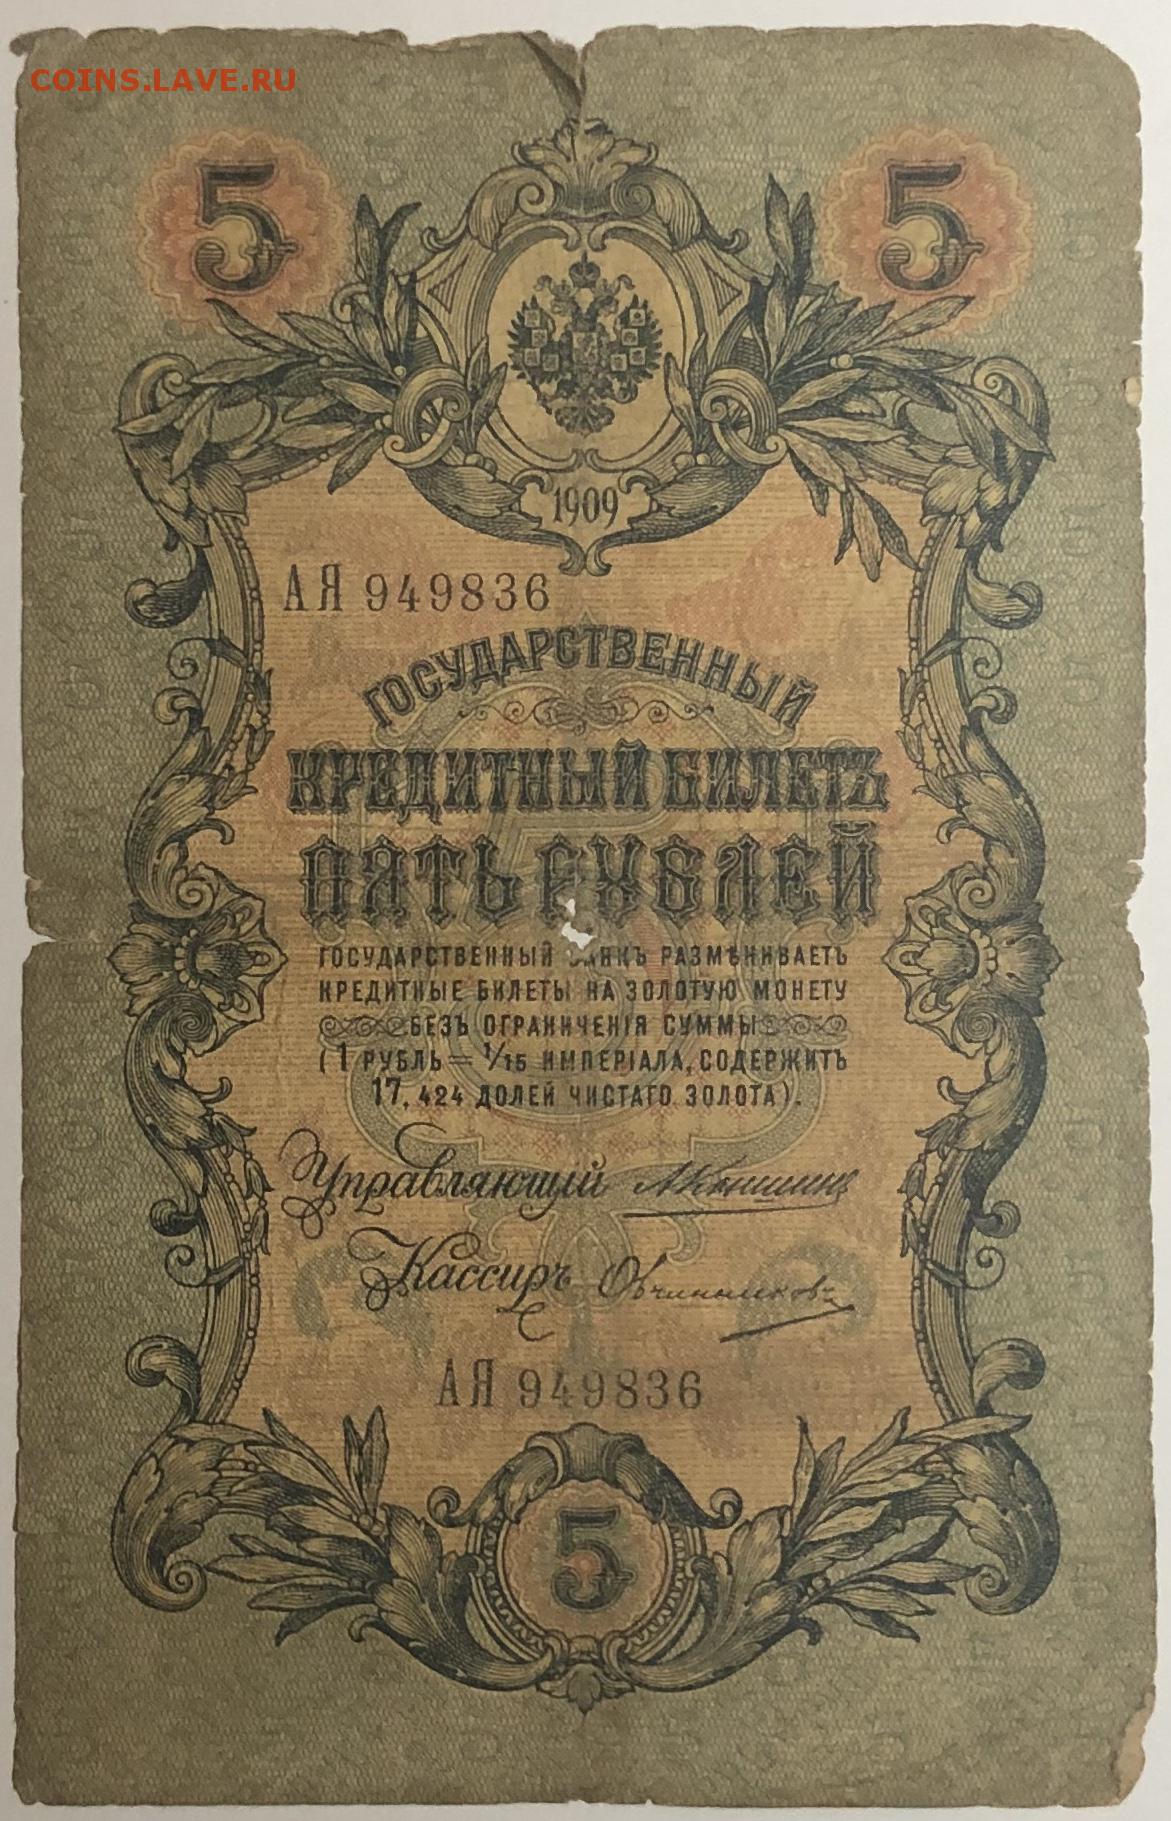 COINS.LAVE.RU
5 5
1909
АЯ 949836
ГОСУДАРСТВЕННЫЙ
КРЕДИТНЫЙ БИЛЕТЪ
ПЯТЬ РУБЛЕЙ
ГОСУДАРСТВЕННЫЙ БАНКЪ РАЗМѢНИВАЕТЪ
КРЕДИТНЫЕ БИЛЕТЫ НА ЗОЛОТУЮ МОНЕТУ
БЕЗЪ ОГРАНИЧЕНІЯ СУММЫ
(1 РУБЛЬ = 1/15 ИМПЕРІАЛА, СОДЕРЖИТЪ
17,424 ДОЛЕЙ ЧИСТАГО ЗОЛОТА).
Управляющій АКоншинъ
Кассиръ Овчинниковъ
АЯ 949836
5